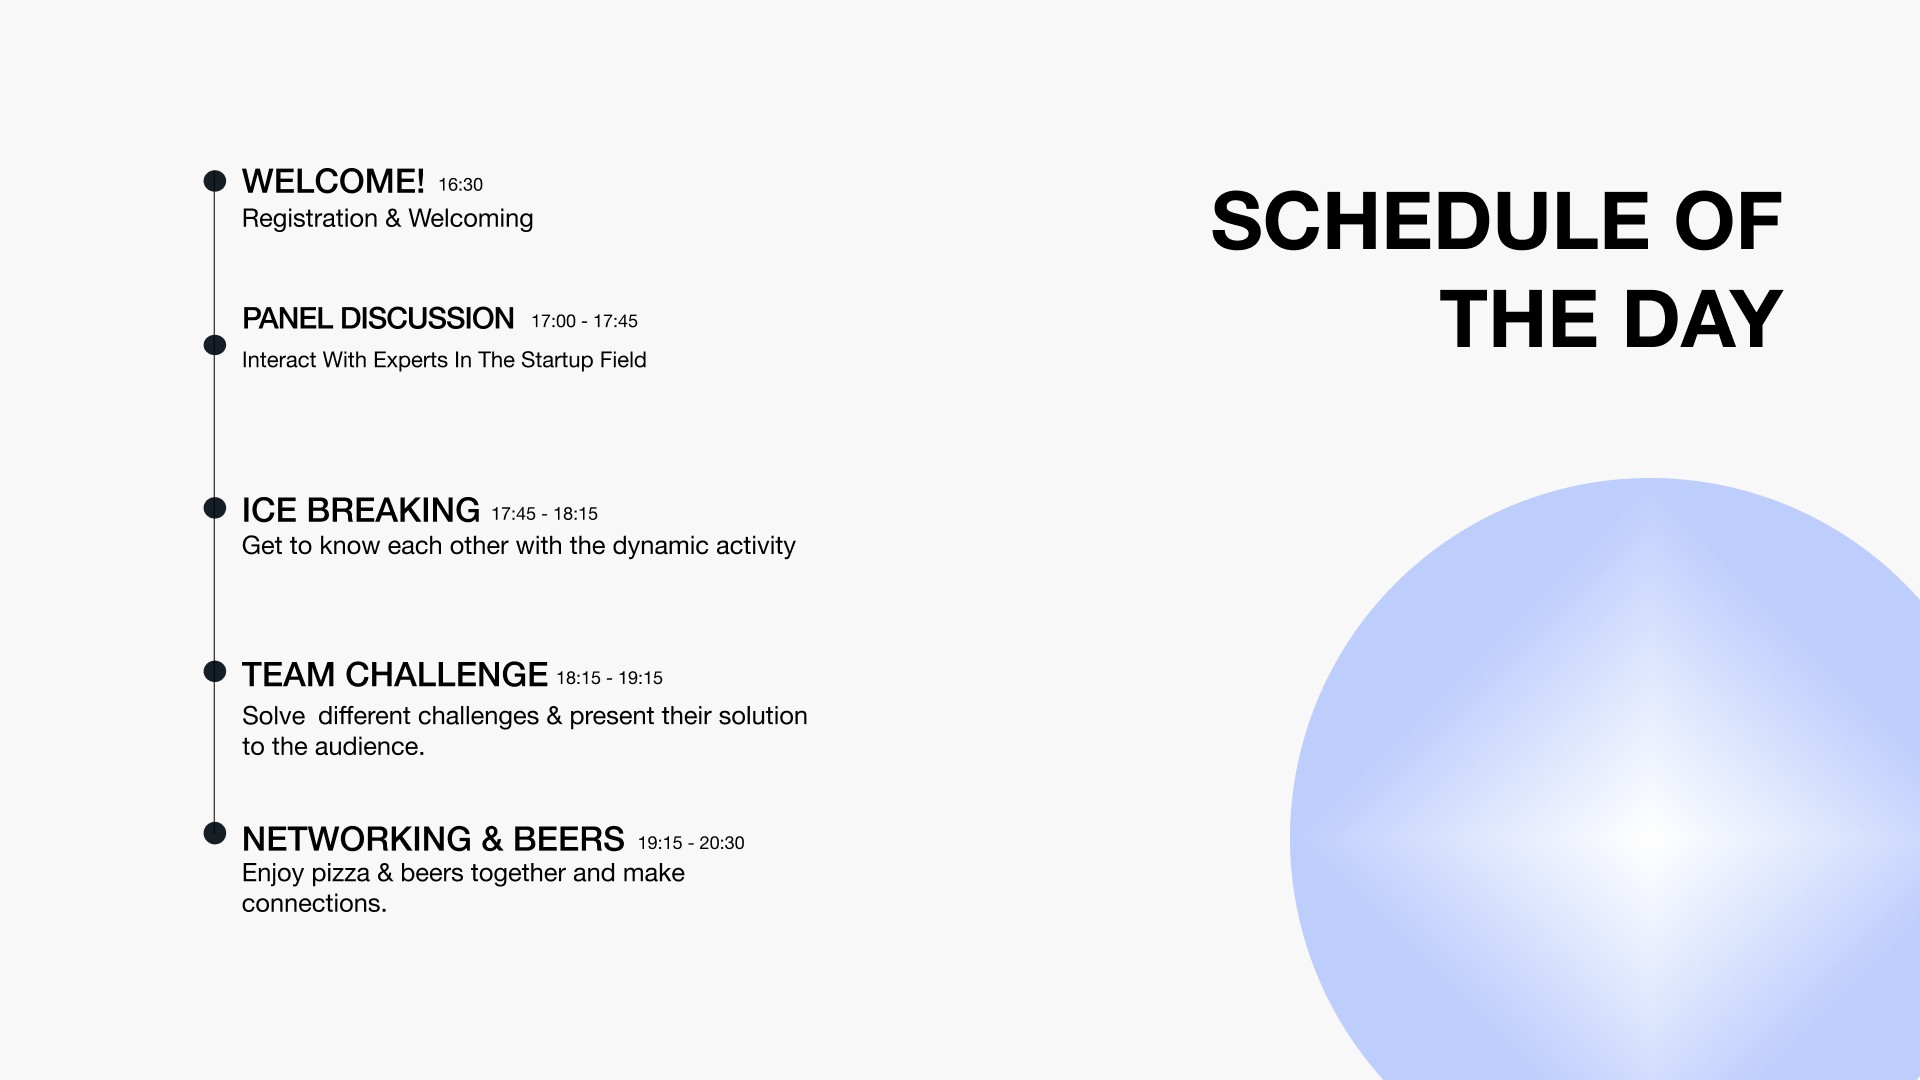 SCHEDULE OF
THE DAY
WELCOME! 16:30
Registration & Welcoming
PANEL DISCUSSION 17:00 - 17:45
Interact With Experts In The Startup Field
ICE BREAKING 17:45 - 18:15
Get to know each other with the dynamic activity
TEAM CHALLENGE 18:15 - 19:15
Solve  different challenges & present their solution
to the audience.
NETWORKING & BEERS 19:15 - 20:30
Enjoy pizza & beers together and make
connections.